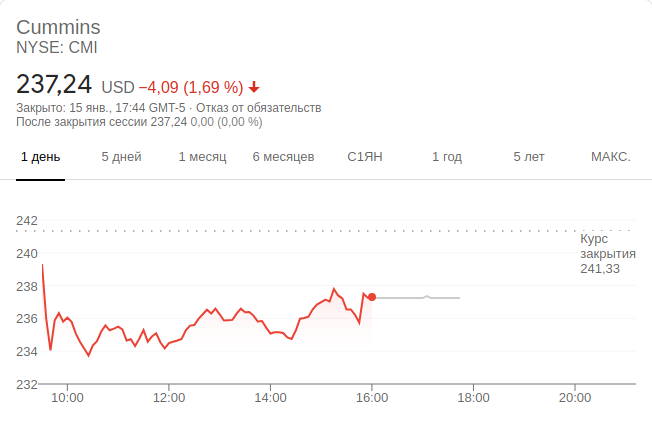 Cummins
NYSE: CMI
237,24 USD −4,09 (1,69 %)
Закрыто: 15 янв., 17:44 GMT-5 · Отказ от обязательств
После закрытия сессии 237,24 0,00 (0,00 %)
1 день 5 дней 1 месяц 6 месяцев С1ЯН 1 год 5 лет МАКС.
242
240
238
236
234
232
Курс
закрытия
241,33
10:00 12:00 14:00 16:00 18:00 20:00